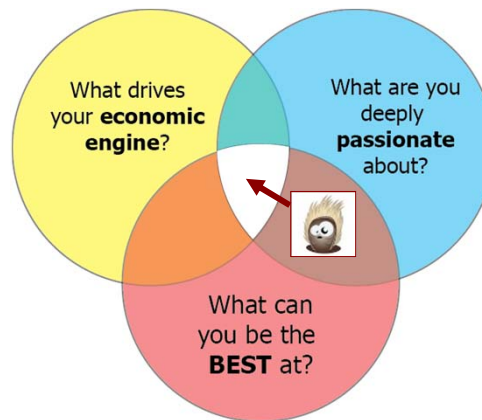 What drives
your economic
engine?
What are you
deeply
passionate
about?
What can
you be the
BEST at?